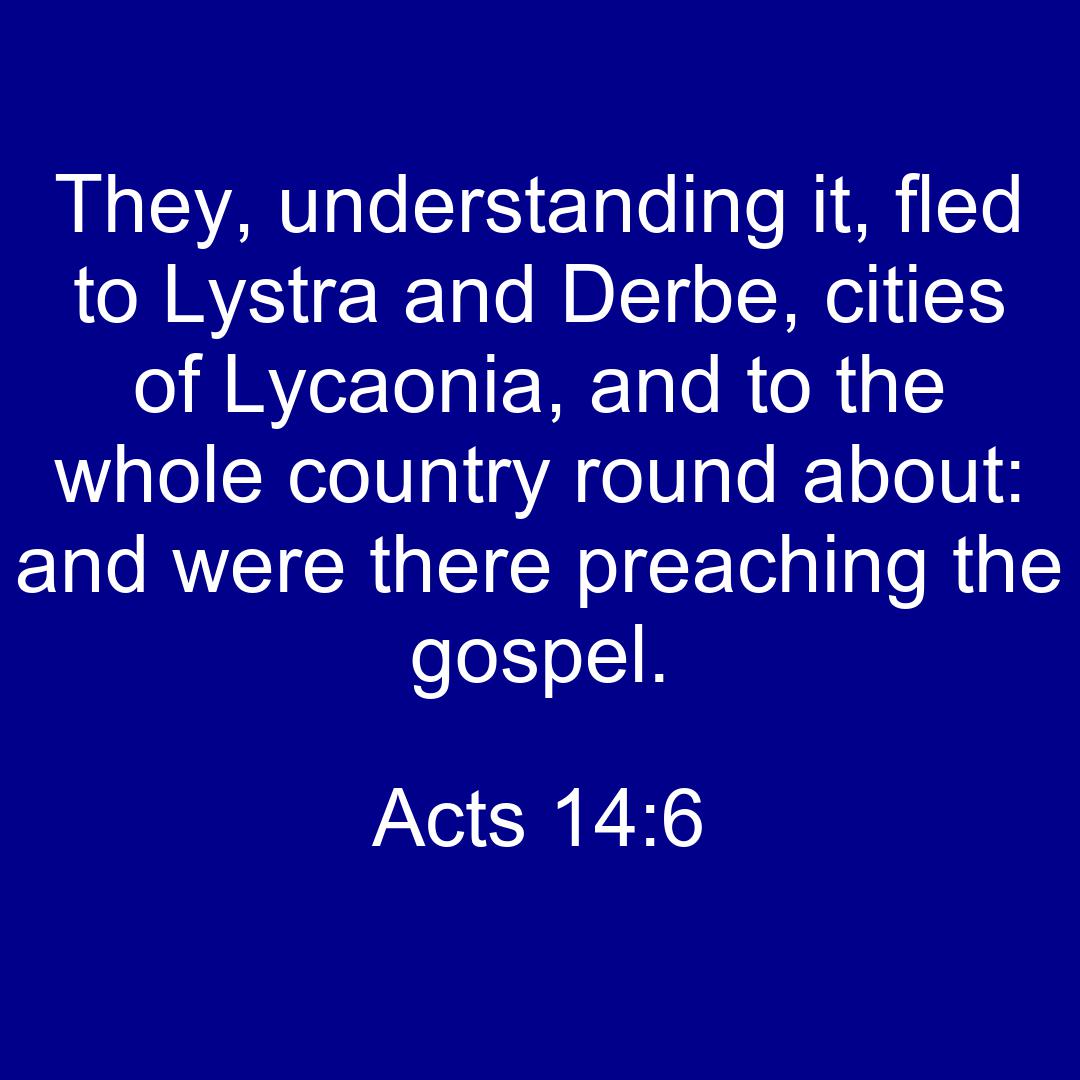 They, understanding it, fled
to Lystra and Derbe, cities
of Lycaonia, and to the
whole country round about:
and were there preaching the
gospel.
Acts 14:6